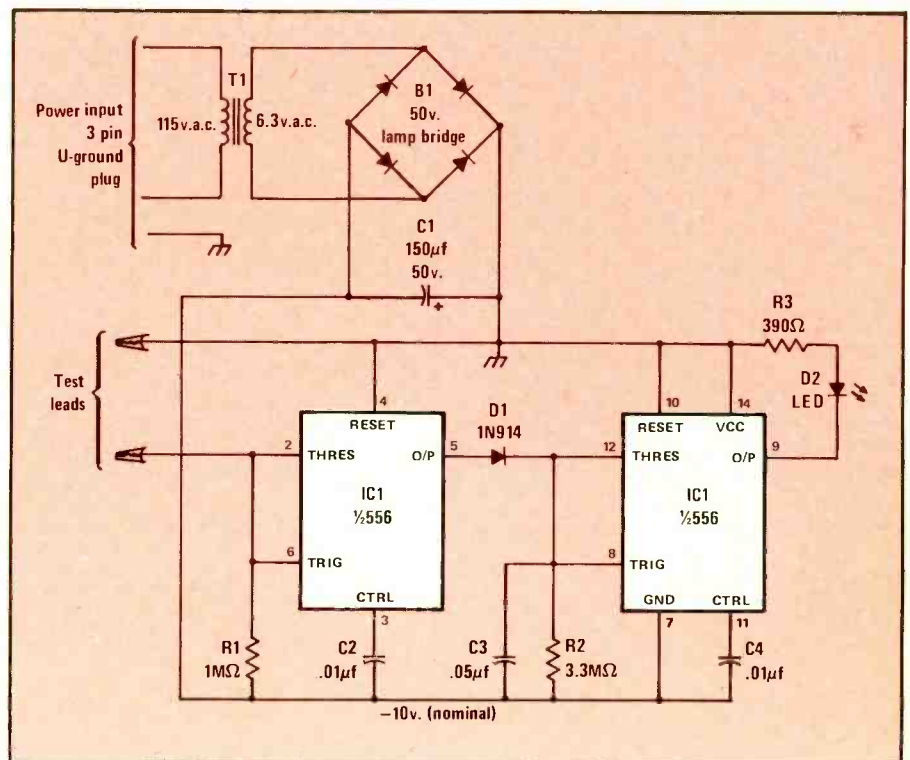 Power input
3 pin
U-ground
plug
115v.a.c.
T1
6.3v.a.c.
B1
50v.
lamp bridge
C1
150µf
50v.
+
R3
390Ω
D2
LED
Test
leads
4
RESET
2
THRES
O/P
5
IC1
½556
6
TRIG
CTRL
3
D1
1N914
10
RESET
14
VCC
12
THRES
O/P
9
IC1
½556
8
TRIG
GND
7
CTRL
11
R1
1MΩ
C2
.01µf
C3
.05µf
R2
3.3MΩ
C4
.01µf
−10v. (nominal)